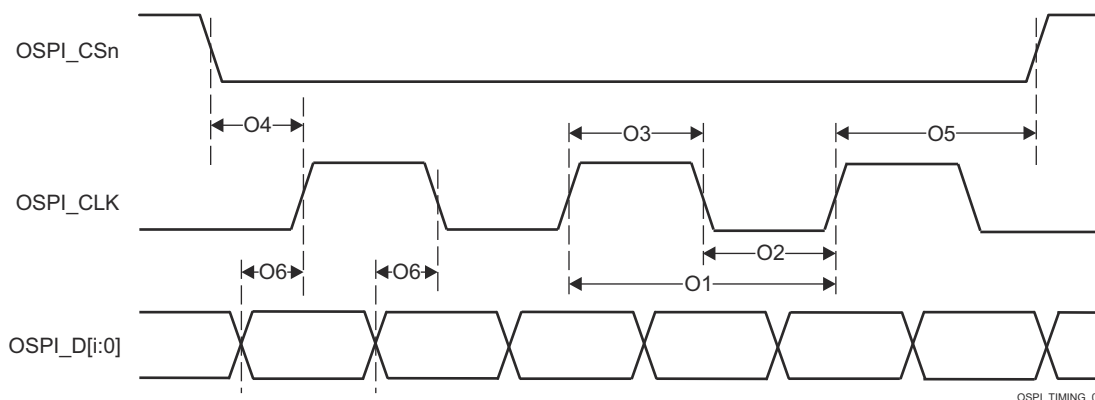 OSPI_CSn
O4
O3
O5
OSPI_CLK
O6
O6
O2
O1
OSPI_D[i:0]